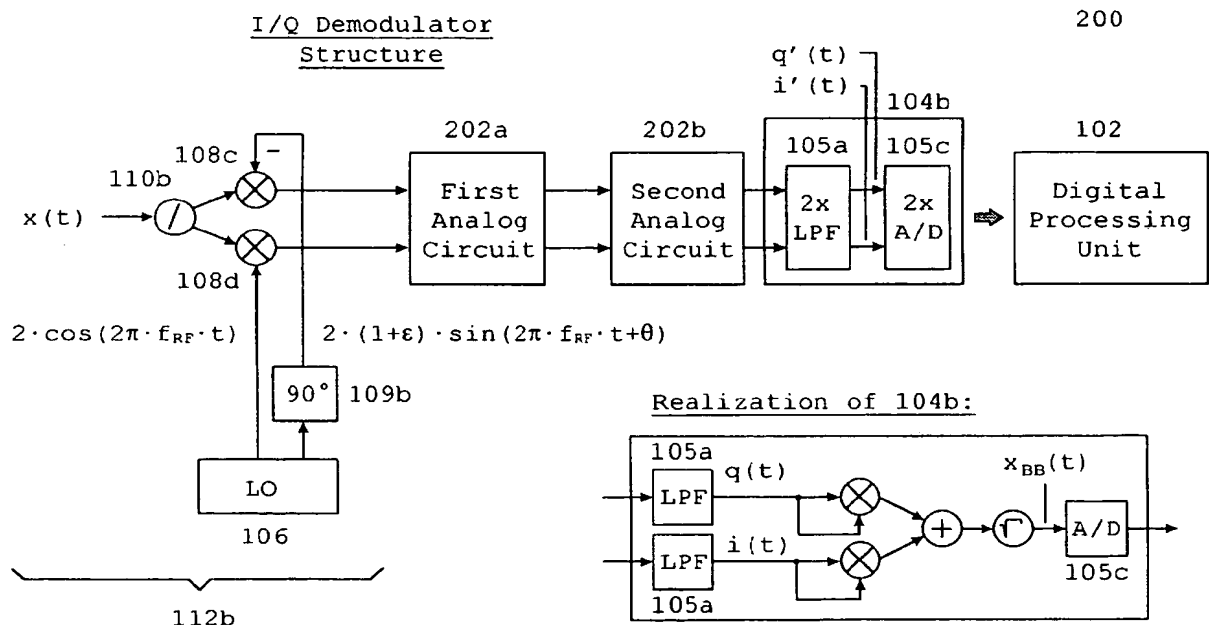 I/Q Demodulator
Structure
200
q'(t)
i'(t)
104b
202a
202b
105a
105c
102
108c
110b
−
x(t)
/
First
Analog
Circuit
Second
Analog
Circuit
2x
LPF
2x
A/D
Digital
Processing
Unit
108d
2·cos(2π·fRF·t)
2·(1+ε)·sin(2π·fRF·t+θ)
90°
109b
LO
106
112b
Realization of 104b:
105a
LPF
q(t)
xBB(t)
+
√
A/D
105c
LPF
i(t)
105a